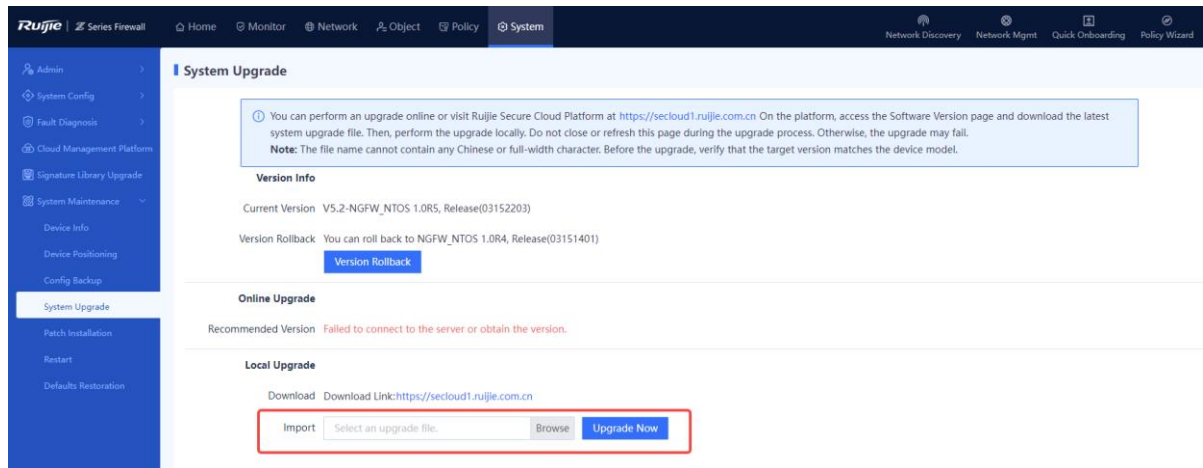 Ruijie | Z Series Firewall
Home
Monitor
Network
Object
Policy
System
Network Discovery
Network Mgmt
Quick Onboarding
Policy Wizard
Admin
System Config
Fault Diagnosis
Cloud Management Platform
Signature Library Upgrade
System Maintenance
Device Info
Device Positioning
Config Backup
System Upgrade
Patch Installation
Restart
Defaults Restoration
System Upgrade
You can perform an upgrade online or visit Ruijie Secure Cloud Platform at https://secloud1.ruijie.com.cn On the platform, access the Software Version page and download the latest
system upgrade file. Then, perform the upgrade locally. Do not close or refresh this page during the upgrade process. Otherwise, the upgrade may fail.
Note: The file name cannot contain any Chinese or full-width character. Before the upgrade, verify that the target version matches the device model.
Version Info
Current Version V5.2-NGFW_NTOS 1.0R5, Release(03152203)
Version Rollback You can roll back to NGFW_NTOS 1.0R4, Release(03151401)
Version Rollback
Online Upgrade
Recommended Version Failed to connect to the server or obtain the version.
Local Upgrade
Download Download Link:https://secloud1.ruijie.com.cn
Import Select an upgrade file. Browse Upgrade Now